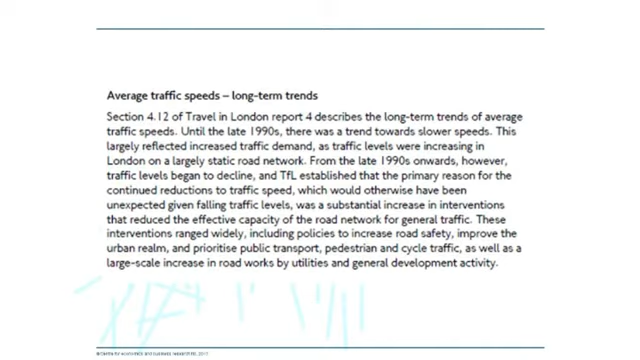 Average traffic speeds – long-term trends
Section 4.12 of Travel in London report 4 describes the long-term trends of average
traffic speeds. Until the late 1990s, there was a trend towards slower speeds. This
largely reflected increased traffic demand, as traffic levels were increasing in
London on a largely static road network. From the late 1990s onwards, however,
traffic levels began to decline, and TfL established that the primary reason for the
continued reductions to traffic speed, which would otherwise have been
unexpected given falling traffic levels, was a substantial increase in interventions
that reduced the effective capacity of the road network for general traffic. These
interventions ranged widely, including policies to increase road safety, improve the
urban realm, and prioritise public transport, pedestrian and cycle traffic, as well as a
large-scale increase in road works by utilities and general development activity.